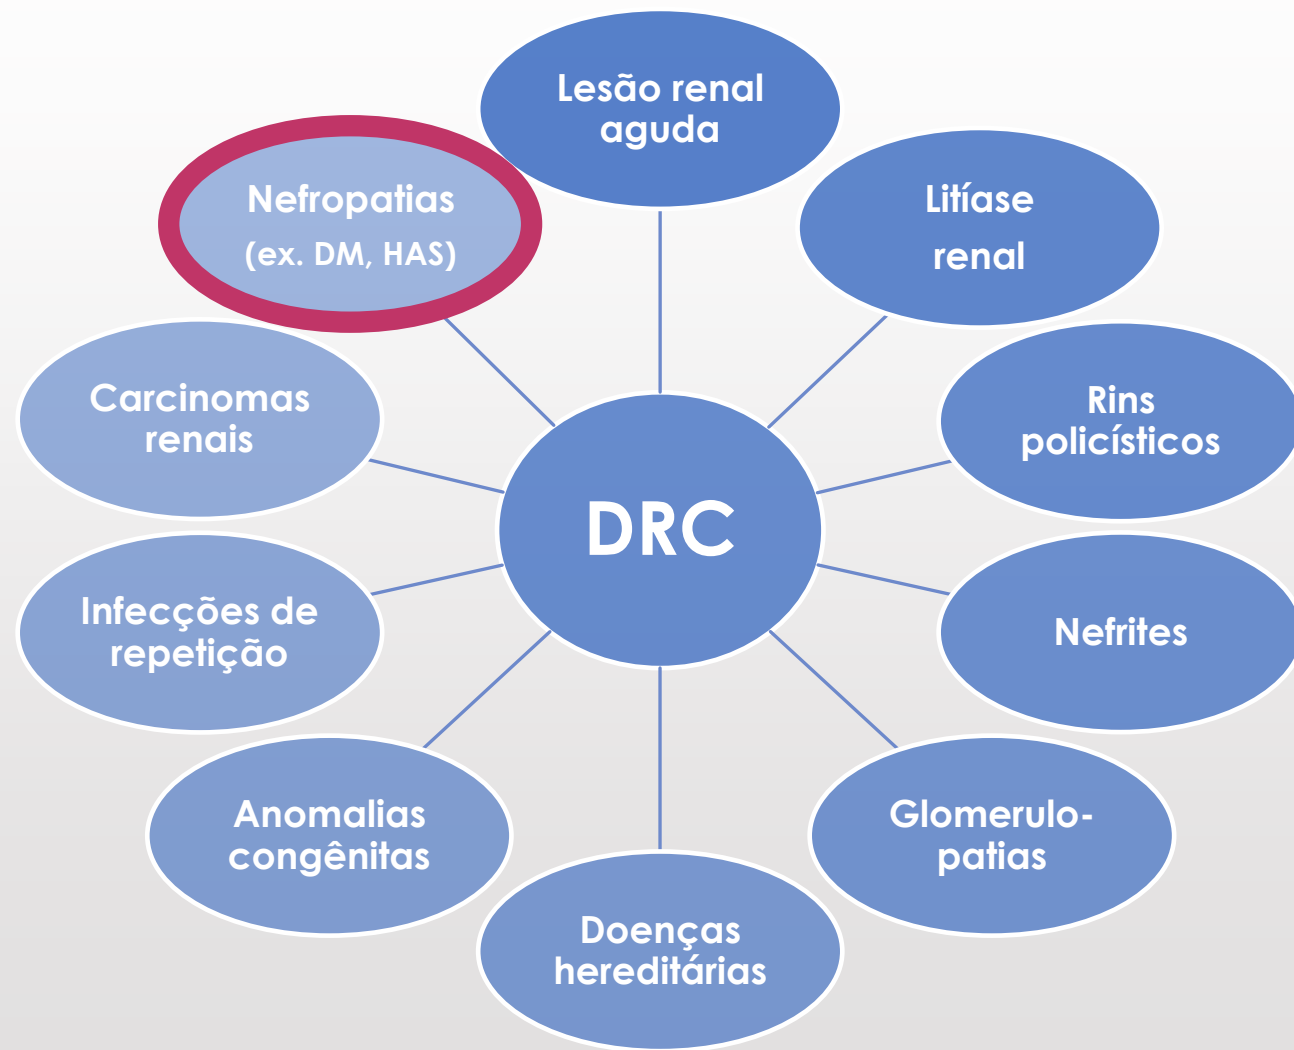 Lesão renal
aguda
Litíase
renal
Rins
policísticos
Nefrites
Glomerulo-
patias
Doenças
hereditárias
Anomalias
congênitas
Infecções de
repetição
Carcinomas
renais
Nefropatias
(ex. DM, HAS)
DRC